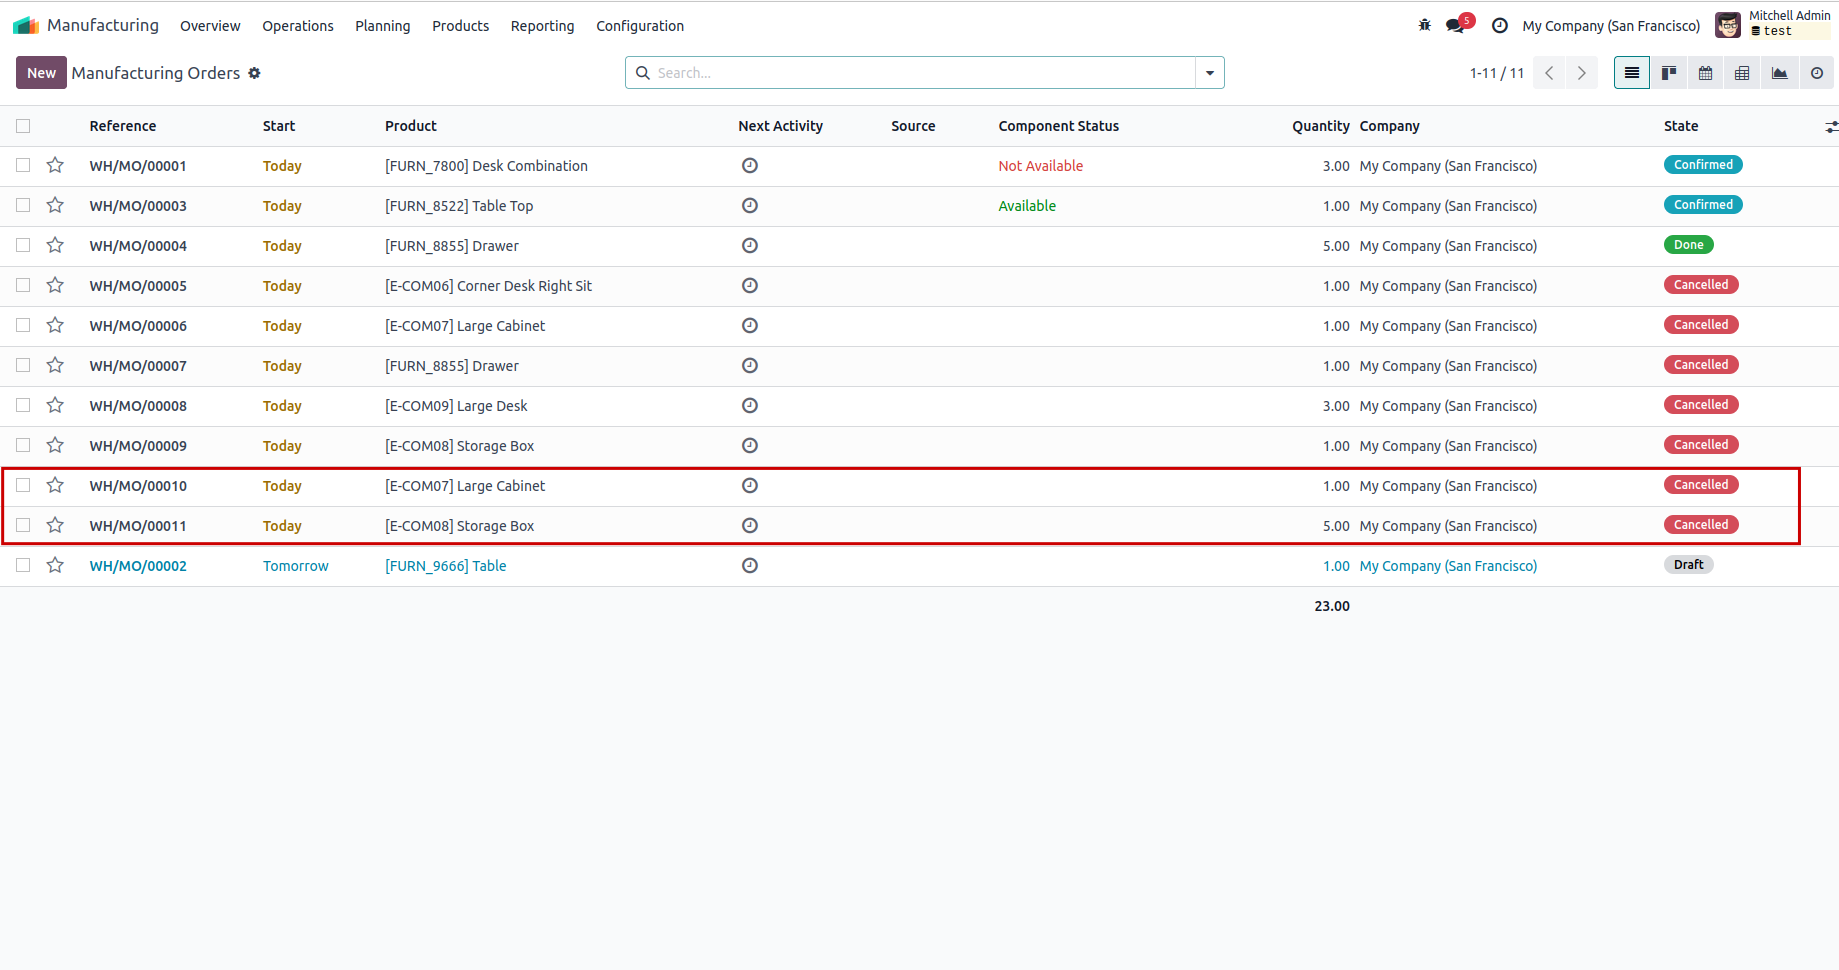 Manufacturing Overview Operations Planning Products Reporting Configuration 5 My Company (San Francisco) Mitchell Admin
test
New Manufacturing Orders Search... 1-11 / 11
Reference Start Product Next Activity Source Component Status Quantity Company State
WH/MO/00001 Today [FURN_7800] Desk Combination Not Available 3.00 My Company (San Francisco) Confirmed
WH/MO/00003 Today [FURN_8522] Table Top Available 1.00 My Company (San Francisco) Confirmed
WH/MO/00004 Today [FURN_8855] Drawer 5.00 My Company (San Francisco) Done
WH/MO/00005 Today [E-COM06] Corner Desk Right Sit 1.00 My Company (San Francisco) Cancelled
WH/MO/00006 Today [E-COM07] Large Cabinet 1.00 My Company (San Francisco) Cancelled
WH/MO/00007 Today [FURN_8855] Drawer 1.00 My Company (San Francisco) Cancelled
WH/MO/00008 Today [E-COM09] Large Desk 3.00 My Company (San Francisco) Cancelled
WH/MO/00009 Today [E-COM08] Storage Box 1.00 My Company (San Francisco) Cancelled
WH/MO/00010 Today [E-COM07] Large Cabinet 1.00 My Company (San Francisco) Cancelled
WH/MO/00011 Today [E-COM08] Storage Box 5.00 My Company (San Francisco) Cancelled
WH/MO/00002 Tomorrow [FURN_9666] Table 1.00 My Company (San Francisco) Draft
23.00